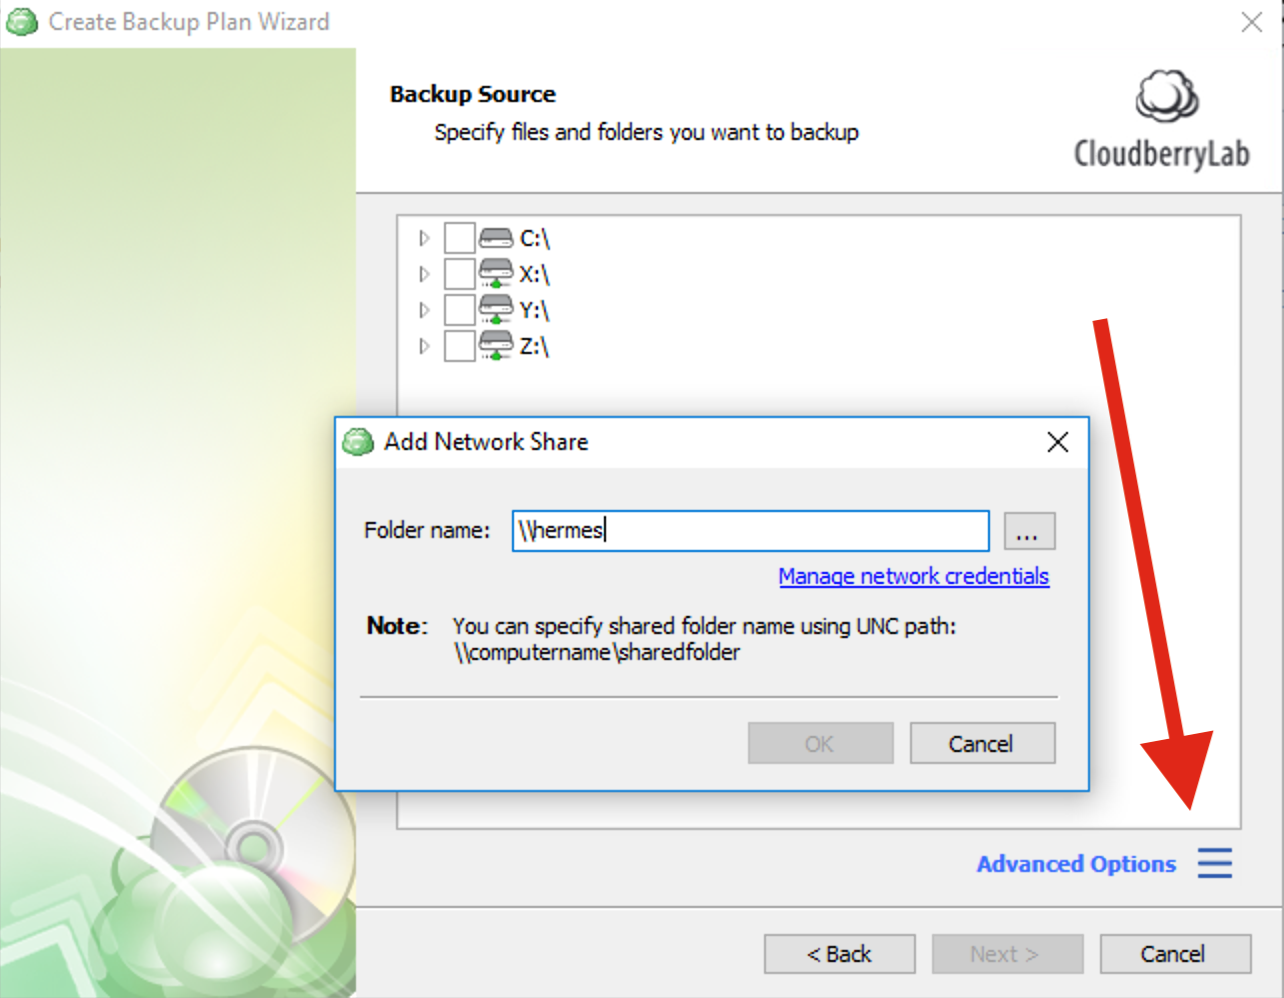 Create Backup Plan Wizard
Backup Source
Specify files and folders you want to backup
CloudberryLab
C:\
X:\
Y:\
Z:\
Add Network Share
Folder name: \\hermes ...
Manage network credentials
Note: You can specify shared folder name using UNC path:
\\computername\sharedfolder
OK Cancel
Advanced Options
< Back Next > Cancel